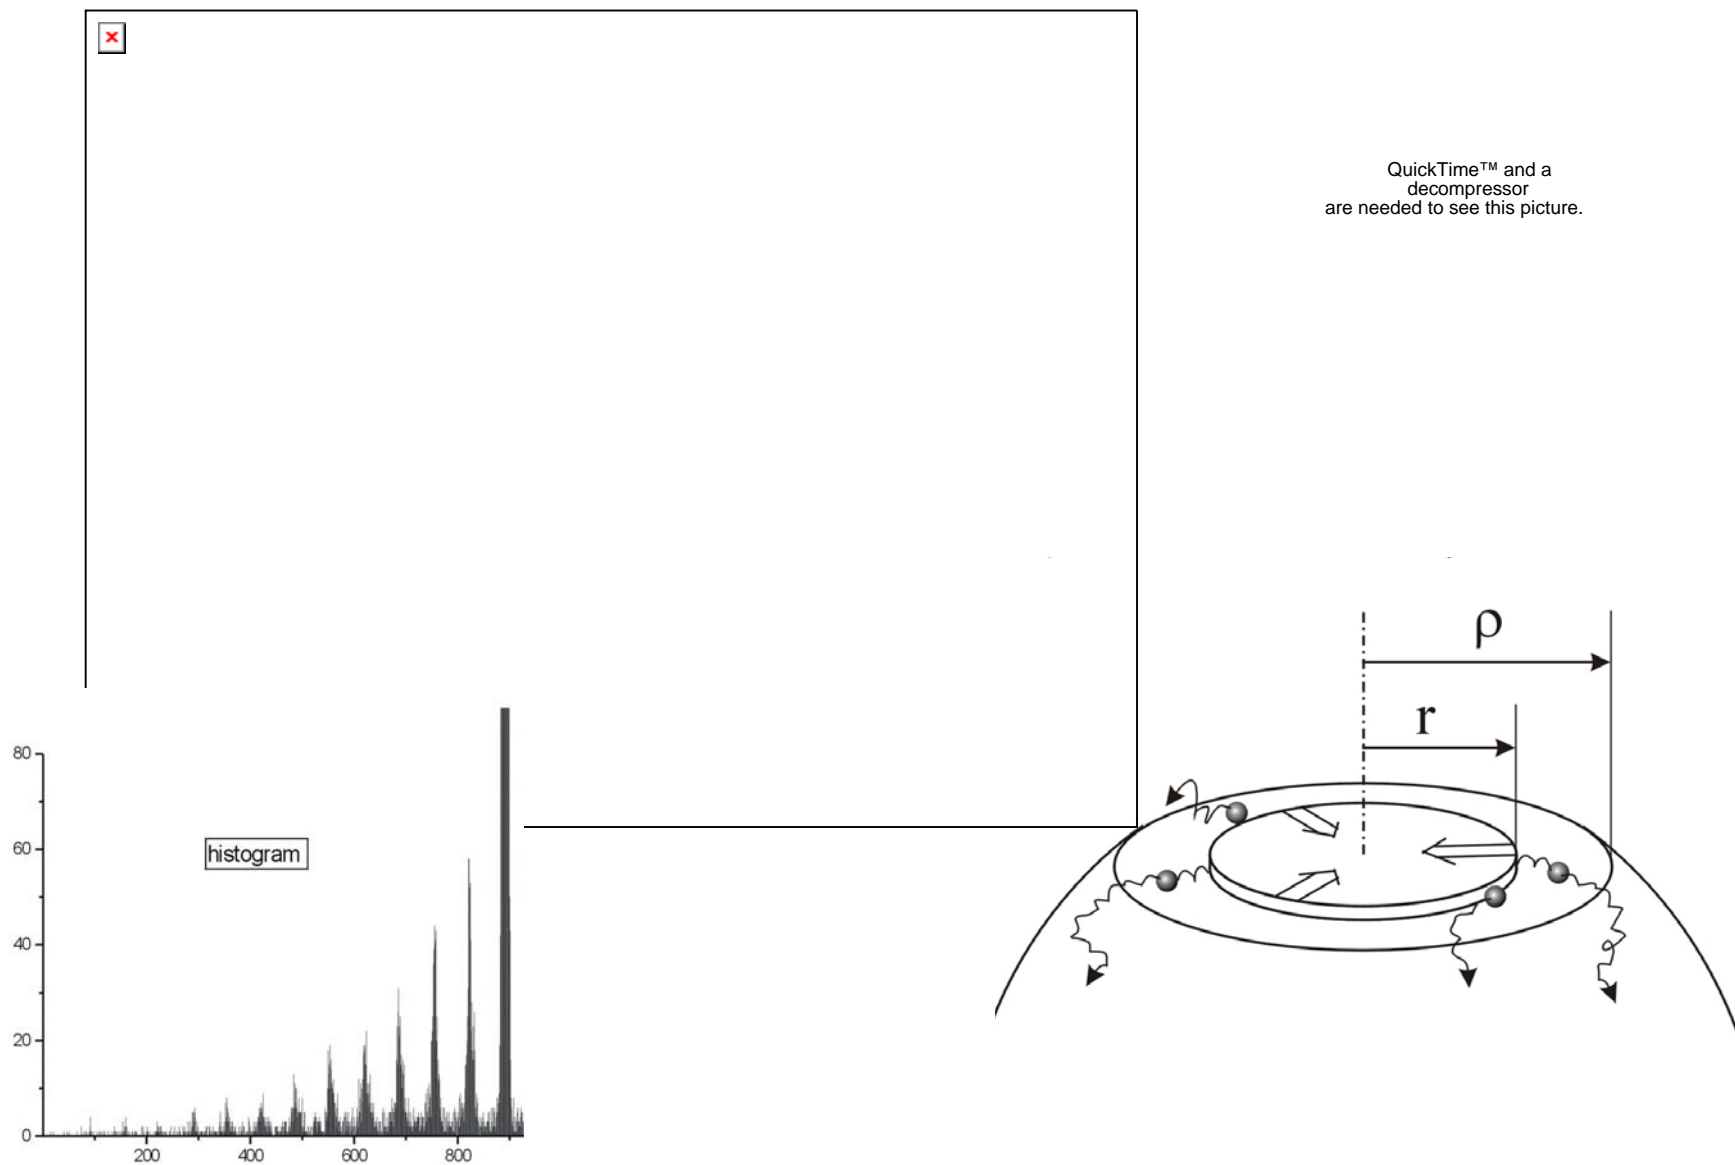 QuickTime™ and a
decompressor
are needed to see this picture.
ρ
r
80
60
histogram
40
20
0
200 400 600 800